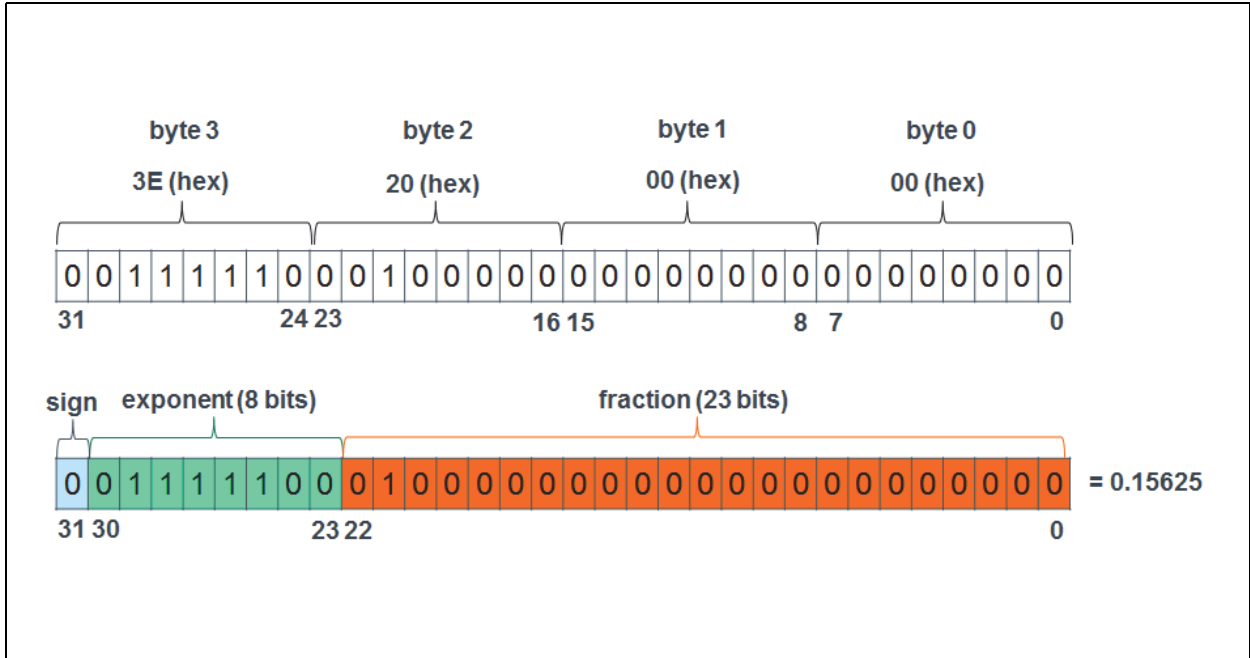 byte 3 byte 2 byte 1 byte 0
3E (hex) 20 (hex) 00 (hex) 00 (hex)
0 0 1 1 1 1 1 0 0 0 1 0 0 0 0 0 0 0 0 0 0 0 0 0 0 0 0 0 0 0 0 0
31 24 23 16 15 8 7 0
sign exponent (8 bits) fraction (23 bits)
0 0 1 1 1 1 1 0 0 0 1 0 0 0 0 0 0 0 0 0 0 0 0 0 0 0 0 0 0 0 0 0 = 0.15625
31 30 23 22 0